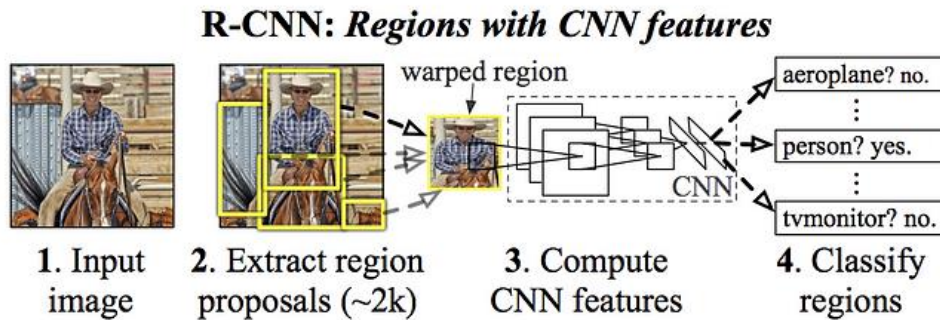 R-CNN: Regions with CNN features
warped region
aeroplane? no.
⋮
person? yes.
⋮
tvmonitor? no.
CNN
1. Input
image
2. Extract region
proposals (~2k)
3. Compute
CNN features
4. Classify
regions